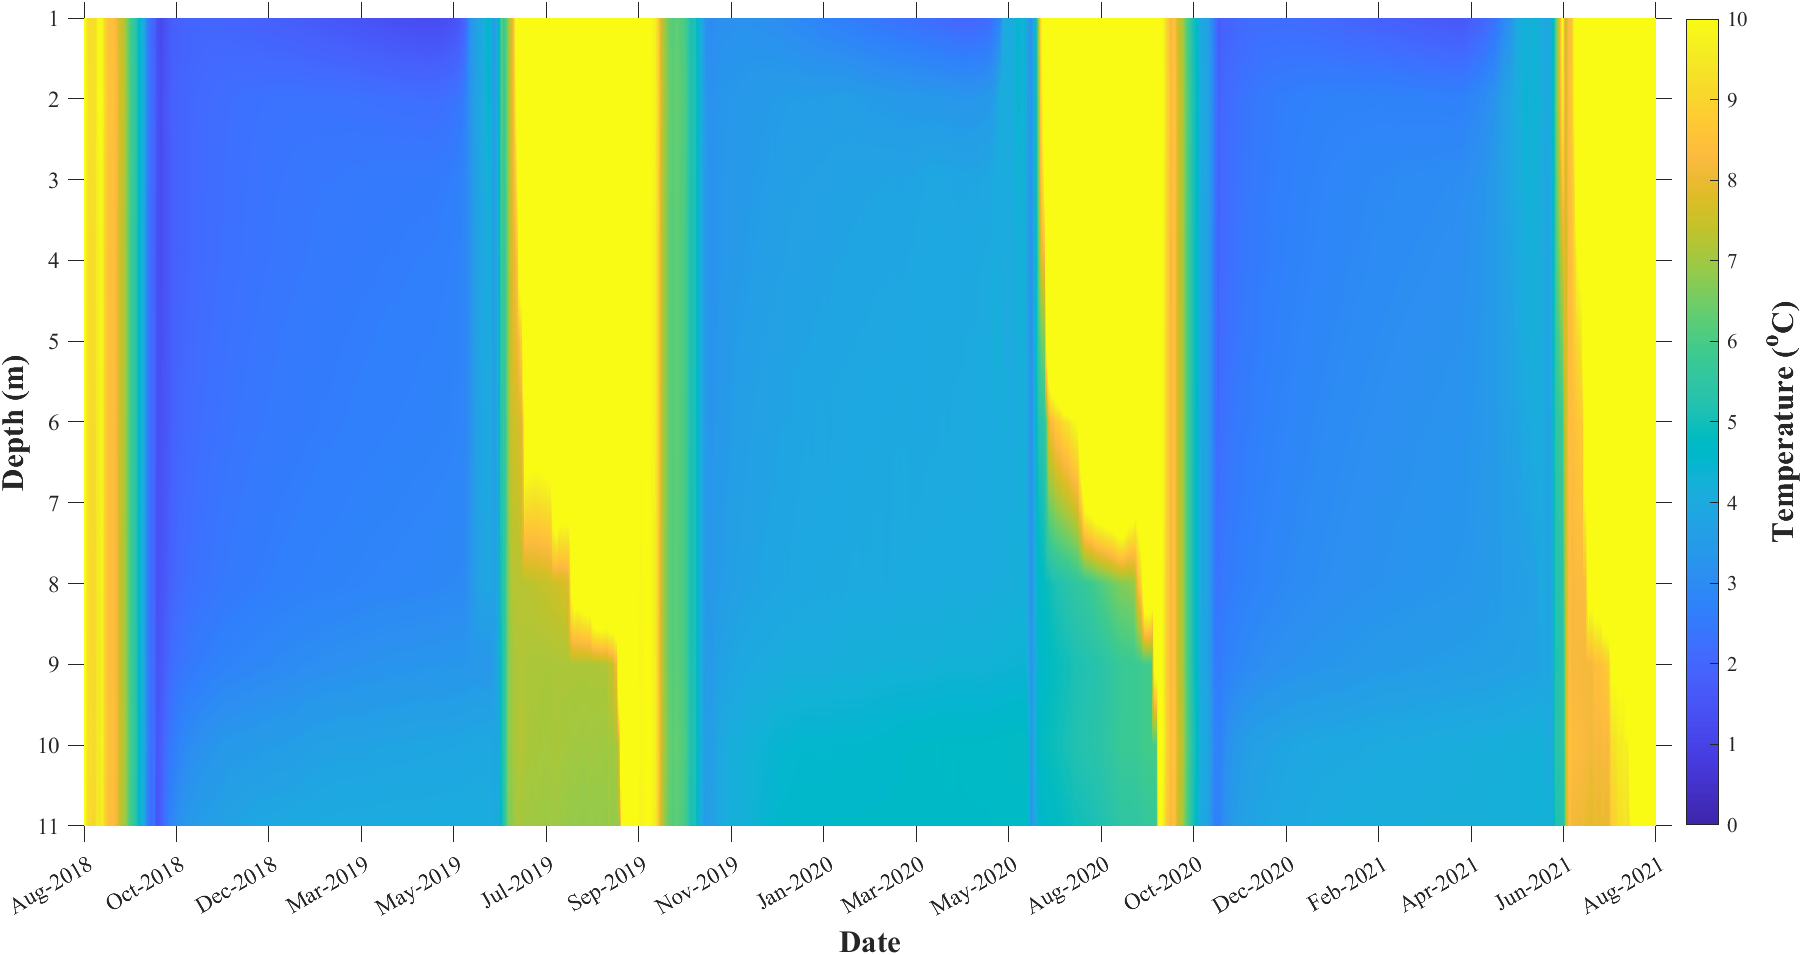 1
2
3
4
5
6
7
8
9
10
11
Depth (m)
Aug-2018
Oct-2018
Dec-2018
Mar-2019
May-2019
Jul-2019
Sep-2019
Nov-2019
Jan-2020
Mar-2020
May-2020
Aug-2020
Oct-2020
Dec-2020
Feb-2021
Apr-2021
Jun-2021
Aug-2021
Date
10
9
8
7
6
5
4
3
2
1
0
Temperature (°C)